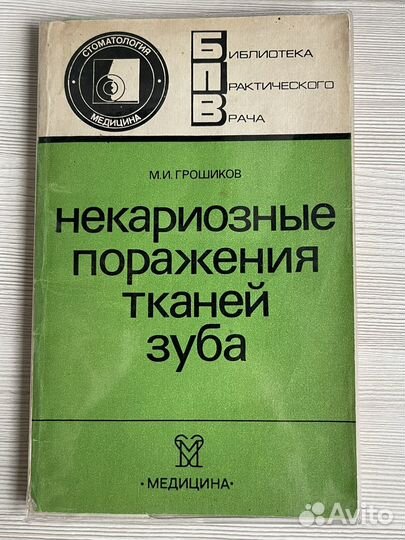 СТОМАТОЛОГИЯ
МЕДИЦИНА
БИБЛИОТЕКА
ПРАКТИЧЕСКОГО
ВРАЧА
М.И. ГРОШИКОВ
НЕКАРИОЗНЫЕ
ПОРАЖЕНИЯ
ТКАНЕЙ
ЗУБА
·МЕДИЦИНА·
Avito